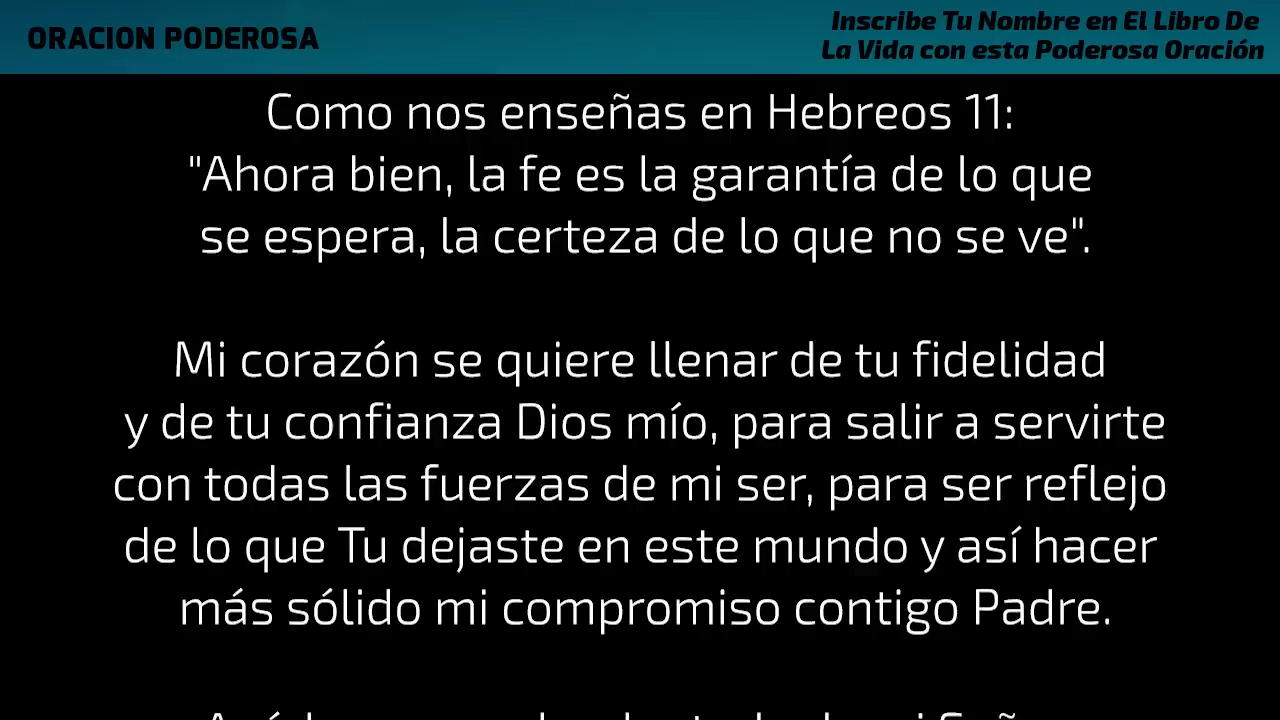 ORACION PODEROSA
Inscribe Tu Nombre en El Libro De
La Vida con esta Poderosa Oración
Como nos enseñas en Hebreos 11:
"Ahora bien, la fe es la garantía de lo que
se espera, la certeza de lo que no se ve".
Mi corazón se quiere llenar de tu fidelidad
y de tu confianza Dios mío, para salir a servirte
con todas las fuerzas de mi ser, para ser reflejo
de lo que Tu dejaste en este mundo y así hacer
más sólido mi compromiso contigo Padre.